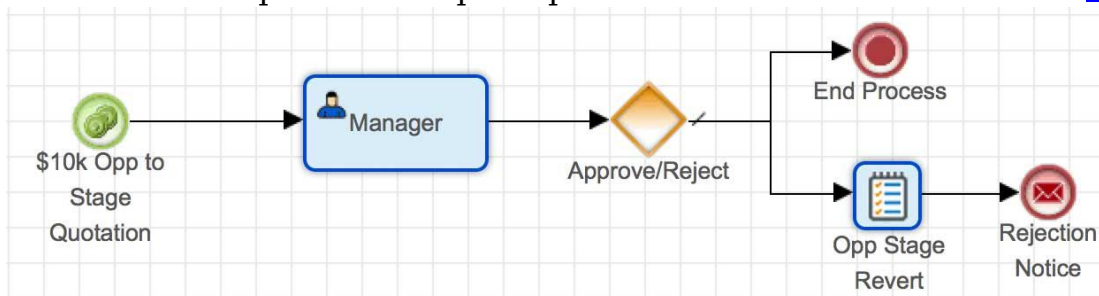 $10k Opp to
Stage
Quotation
Manager
Approve/Reject
End Process
Opp Stage
Revert
Rejection
Notice